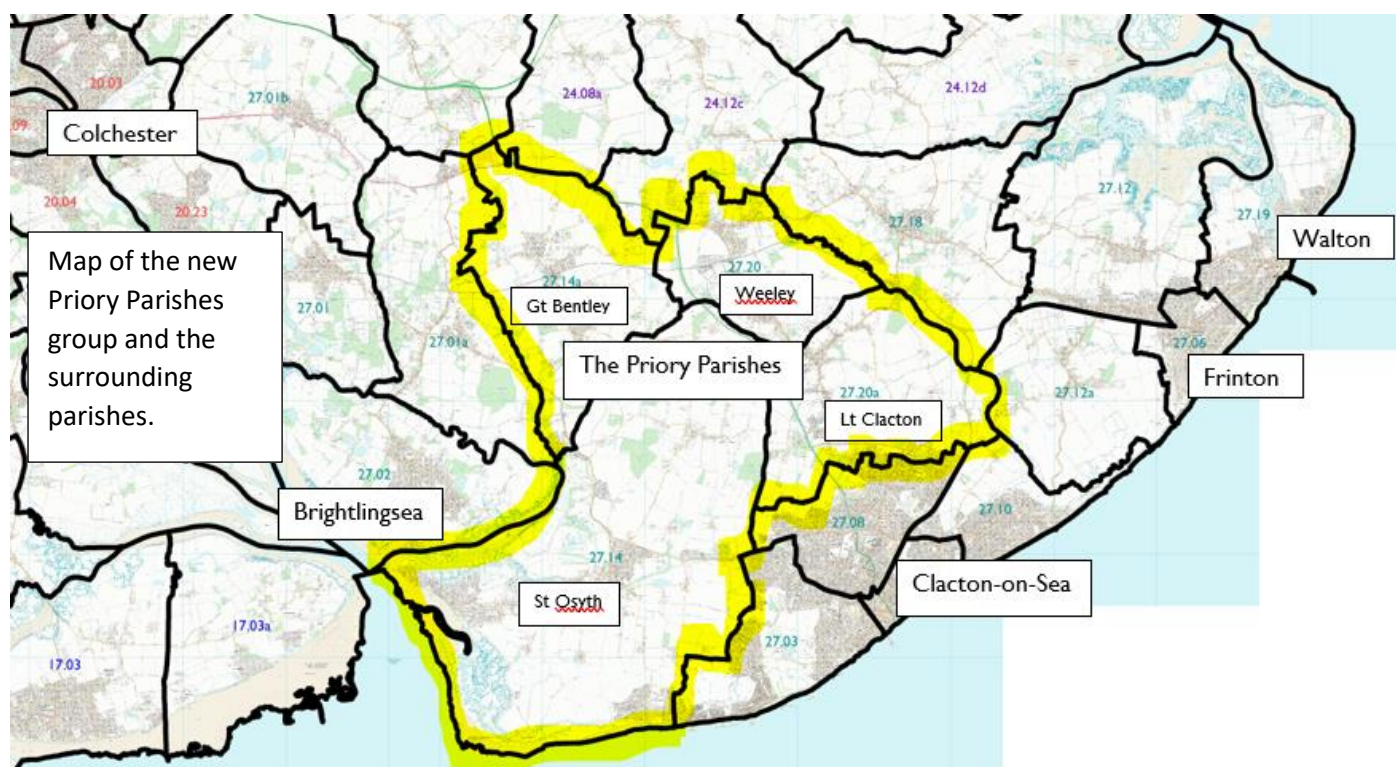 20.03
27.01b
24.08a
24.12c
24.12d
Colchester
.09
20.04
20.23
27.12
27.19
27.18
Walton
Map of the new
Priory Parishes
group and the
surrounding
parishes.
27.14a
27.20
Gt Bentley
Weeley
27.01
27.01a
The Priory Parishes
27.06
Frinton
27.20a
27.12a
Lt Clacton
27.02
Brightlingsea
27.08
27.10
27.14
Clacton-on-Sea
St Osyth
17.03a
27.03
17.03